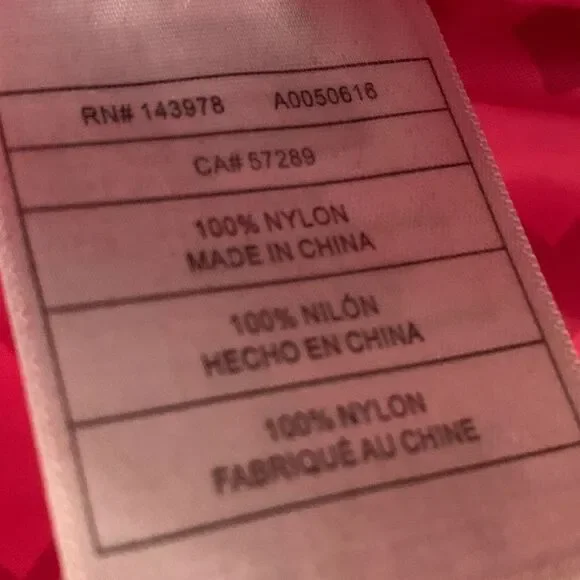 RN# 143978 A0050616
CA# 57289
100% NYLON
MADE IN CHINA
100% NILÓN
HECHO EN CHINA
100% NYLON
FABRIQUÉ AU CHINE